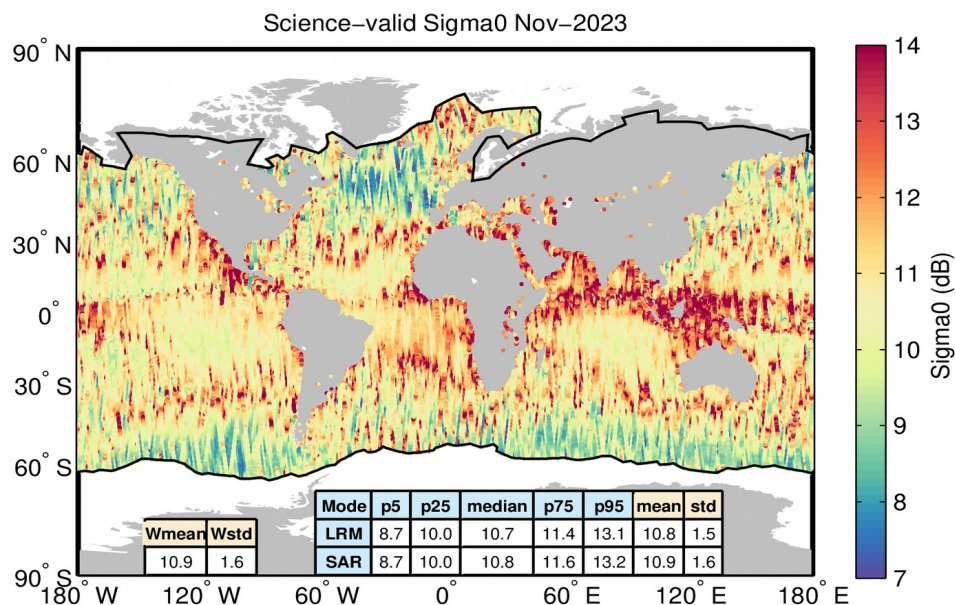 Science−valid Sigma0 Nov−2023
90° N
60° N
30° N
0°
30° S
60° S
90° S
180° W
120° W
60° W
0°
60° E
120° E
180° E
Mode p5 p25 median p75 p95 mean std
LRM 8.7 10.0 10.7 11.4 13.1 10.8 1.5
SAR 8.7 10.0 10.8 11.6 13.2 10.9 1.6
Wmean Wstd
10.9 1.6
14
13
12
11
10
9
8
7
Sigma0 (dB)